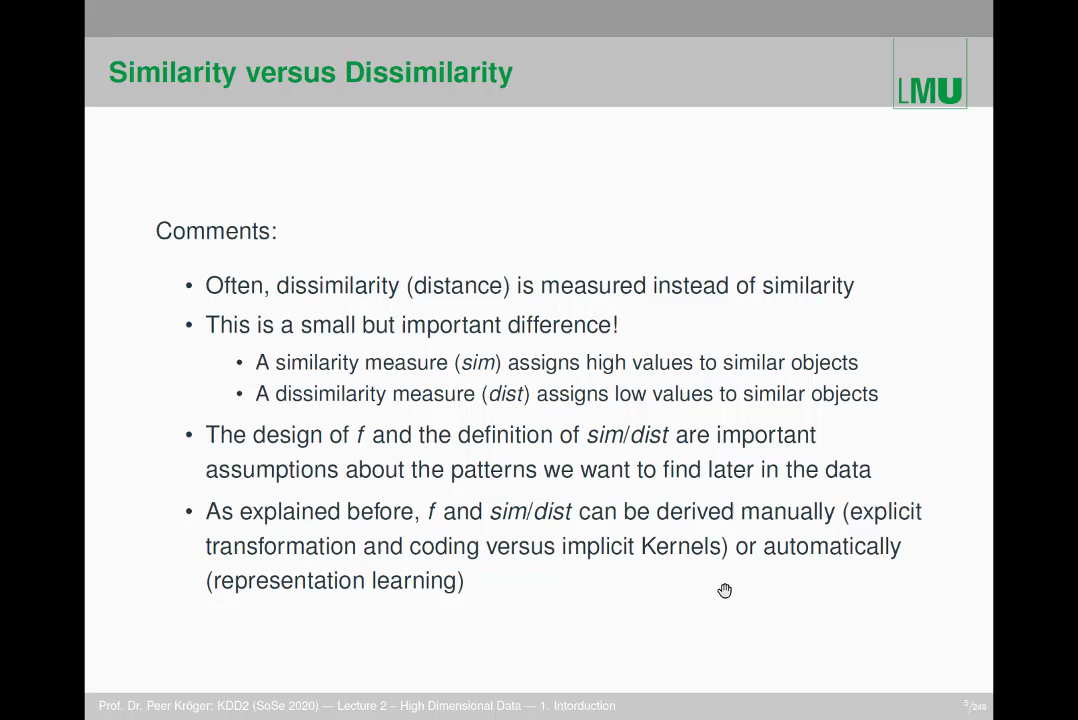 Similarity versus Dissimilarity
LMU
Comments:
• Often, dissimilarity (distance) is measured instead of similarity
• This is a small but important difference!
• A similarity measure (sim) assigns high values to similar objects
• A dissimilarity measure (dist) assigns low values to similar objects
• The design of f and the definition of sim/dist are important
assumptions about the patterns we want to find later in the data
• As explained before, f and sim/dist can be derived manually (explicit
transformation and coding versus implicit Kernels) or automatically
(representation learning)
Prof. Dr. Peer Kröger: KDD2 (SoSe 2020) — Lecture 2 – High Dimensional Data — 1. Intorduction
5/248